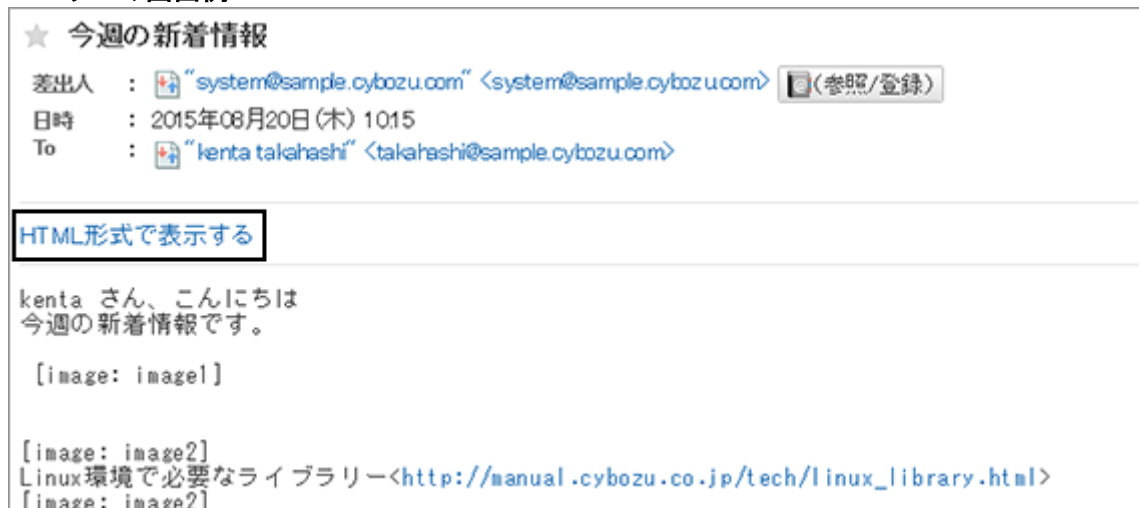 ★ 今週の新着情報
差出人 : "system@sample.cybozu.com" <system@sample.cybozu.com> (参照/登録)
日時 : 2015年08月20日(木) 10:15
To : "kenta takahashi" <takahashi@sample.cybozu.com>
HTML形式で表示する
kenta さん、こんにちは
今週の新着情報です。
[image: image1]
[image: image2]
Linux環境で必要なライブラリー<http://manual.cybozu.co.jp/tech/linux_library.html>
[image: image2]